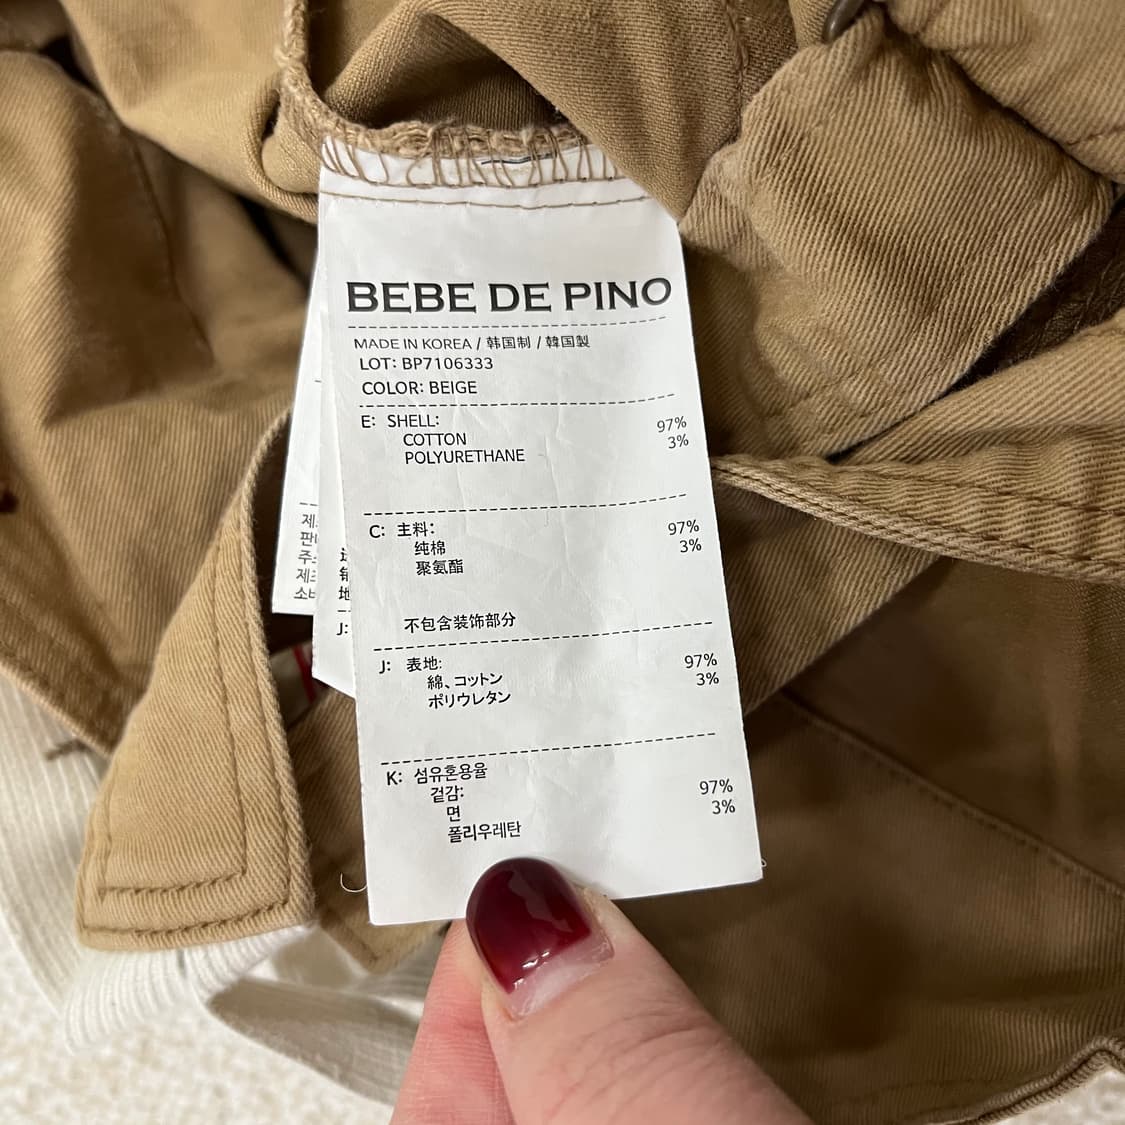 BEBE DE PINO
MADE IN KOREA / 韩国制 / 韓国製
LOT: BP7106333
COLOR: BEIGE
E: SHELL:
COTTON 97%
POLYURETHANE 3%
C: 主料:
纯棉 97%
聚氨酯 3%
不包含装饰部分
J: 表地:
綿、コットン 97%
ポリウレタン 3%
K: 섬유혼용율
겉감:
면 97%
폴리우레탄 3%
J: